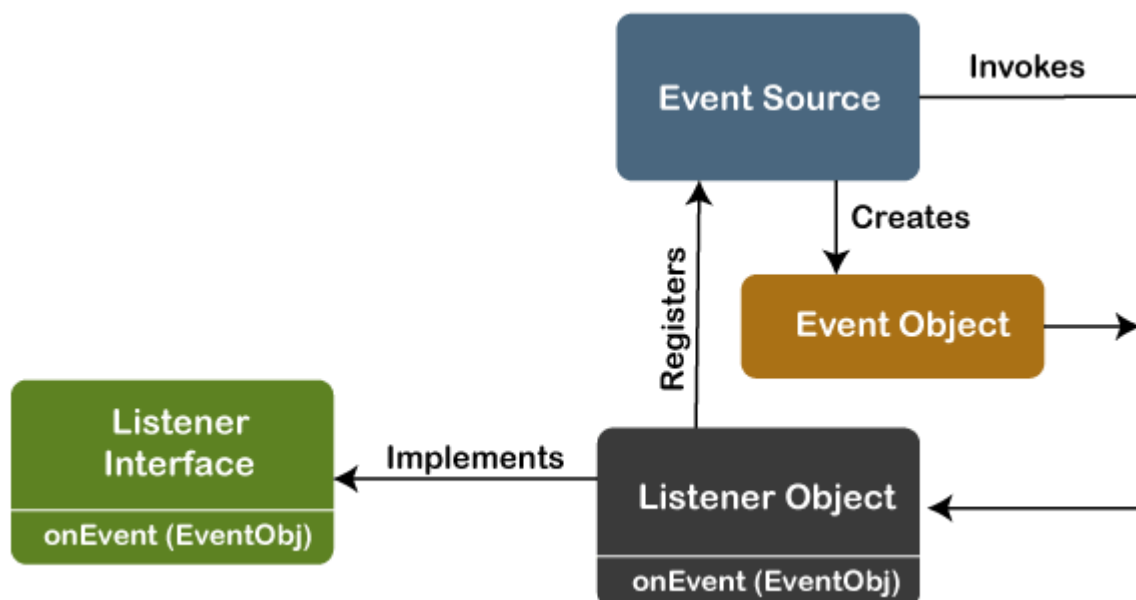 Invokes
Event Source
Creates
Registers
Event Object
Listener
Interface
onEvent (EventObj)
Implements
Listener Object
onEvent (EventObj)